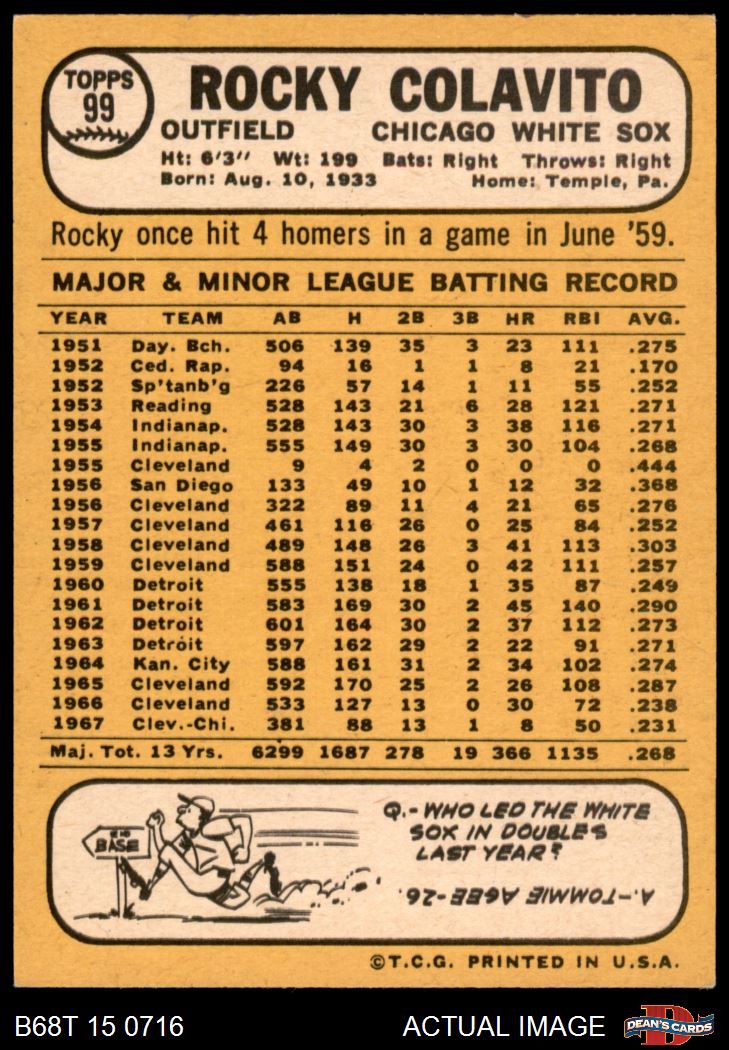 TOPPS
99
ROCKY COLAVITO
OUTFIELD CHICAGO WHITE SOX
Ht: 6'3" Wt: 199 Bats: Right Throws: Right
Born: Aug. 10, 1933 Home: Temple, Pa.
Rocky once hit 4 homers in a game in June '59.
MAJOR & MINOR LEAGUE BATTING RECORD
YEAR TEAM AB H 2B 3B HR RBI AVG.
1951 Day. Bch. 506 139 35 3 23 111 .275
1952 Ced. Rap. 94 16 1 1 8 21 .170
1952 Sp'tanb'g 226 57 14 1 11 55 .252
1953 Reading 528 143 21 6 28 121 .271
1954 Indianap. 528 143 30 3 38 116 .271
1955 Indianap. 555 149 30 3 30 104 .268
1955 Cleveland 9 4 2 0 0 0 .444
1956 San Diego 133 49 10 1 12 32 .368
1956 Cleveland 322 89 11 4 21 65 .276
1957 Cleveland 461 116 26 0 25 84 .252
1958 Cleveland 489 148 26 3 41 113 .303
1959 Cleveland 588 151 24 0 42 111 .257
1960 Detroit 555 138 18 1 35 87 .249
1961 Detroit 583 169 30 2 45 140 .290
1962 Detroit 601 164 30 2 37 112 .273
1963 Detroit 597 162 29 2 22 91 .271
1964 Kan. City 588 161 31 2 34 102 .274
1965 Cleveland 592 170 25 2 26 108 .287
1966 Cleveland 533 127 13 0 30 72 .238
1967 Clev.-Chi. 381 88 13 1 8 50 .231
Maj. Tot. 13 Yrs. 6299 1687 278 19 366 1135 .268
2ND
BASE
Q.- WHO LED THE WHITE
SOX IN DOUBLES
LAST YEAR?
A.-TOMMIE AGEE-26.
©T.C.G. PRINTED IN U.S.A.
B68T 15 0716 ACTUAL IMAGE
D
DEAN'S CARDS